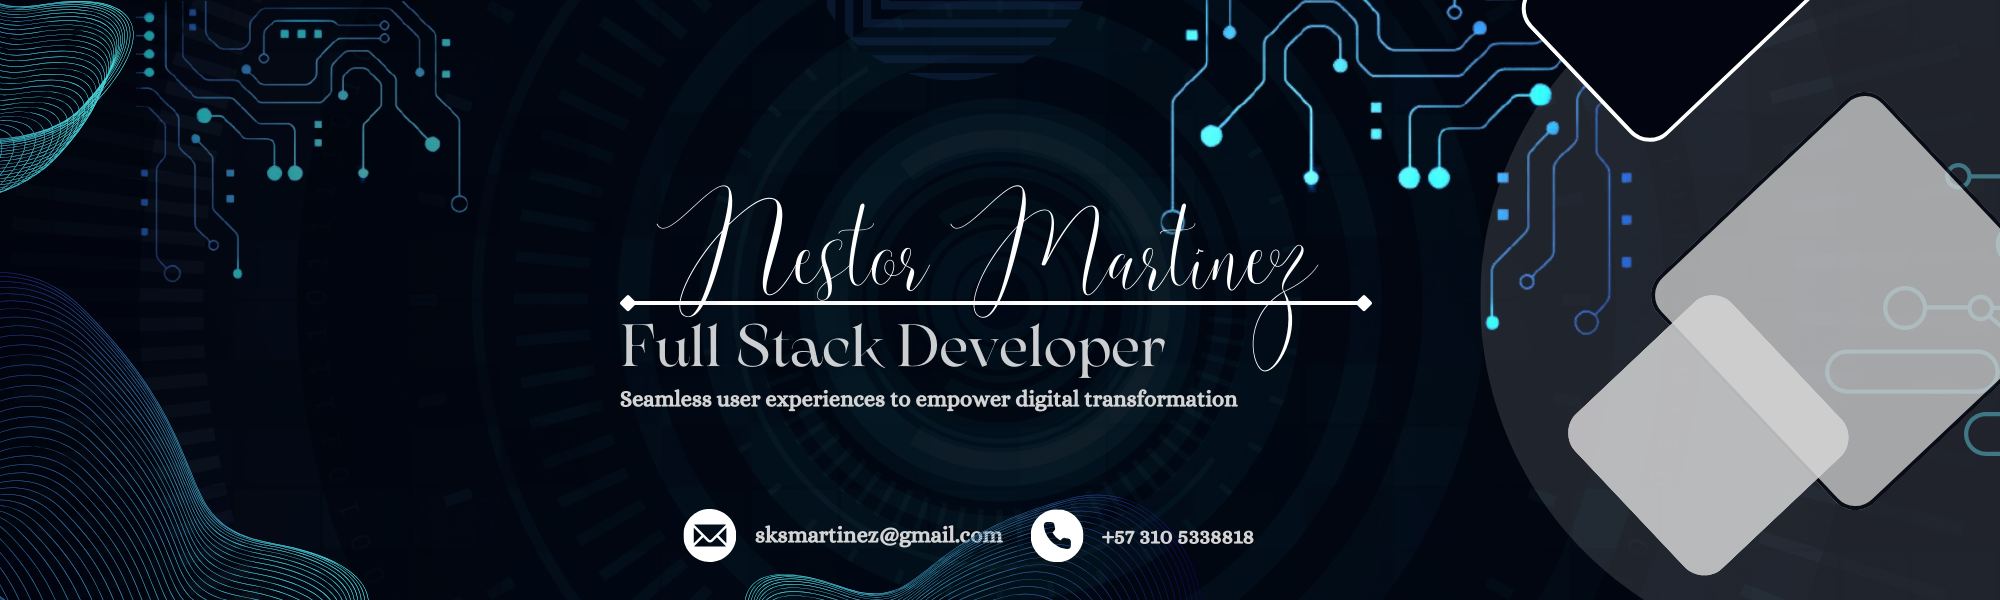 Nestor Martinez
Full Stack Developer
Seamless user experiences to empower digital transformation
sksmartinez@gmail.com
+57 310 5338818